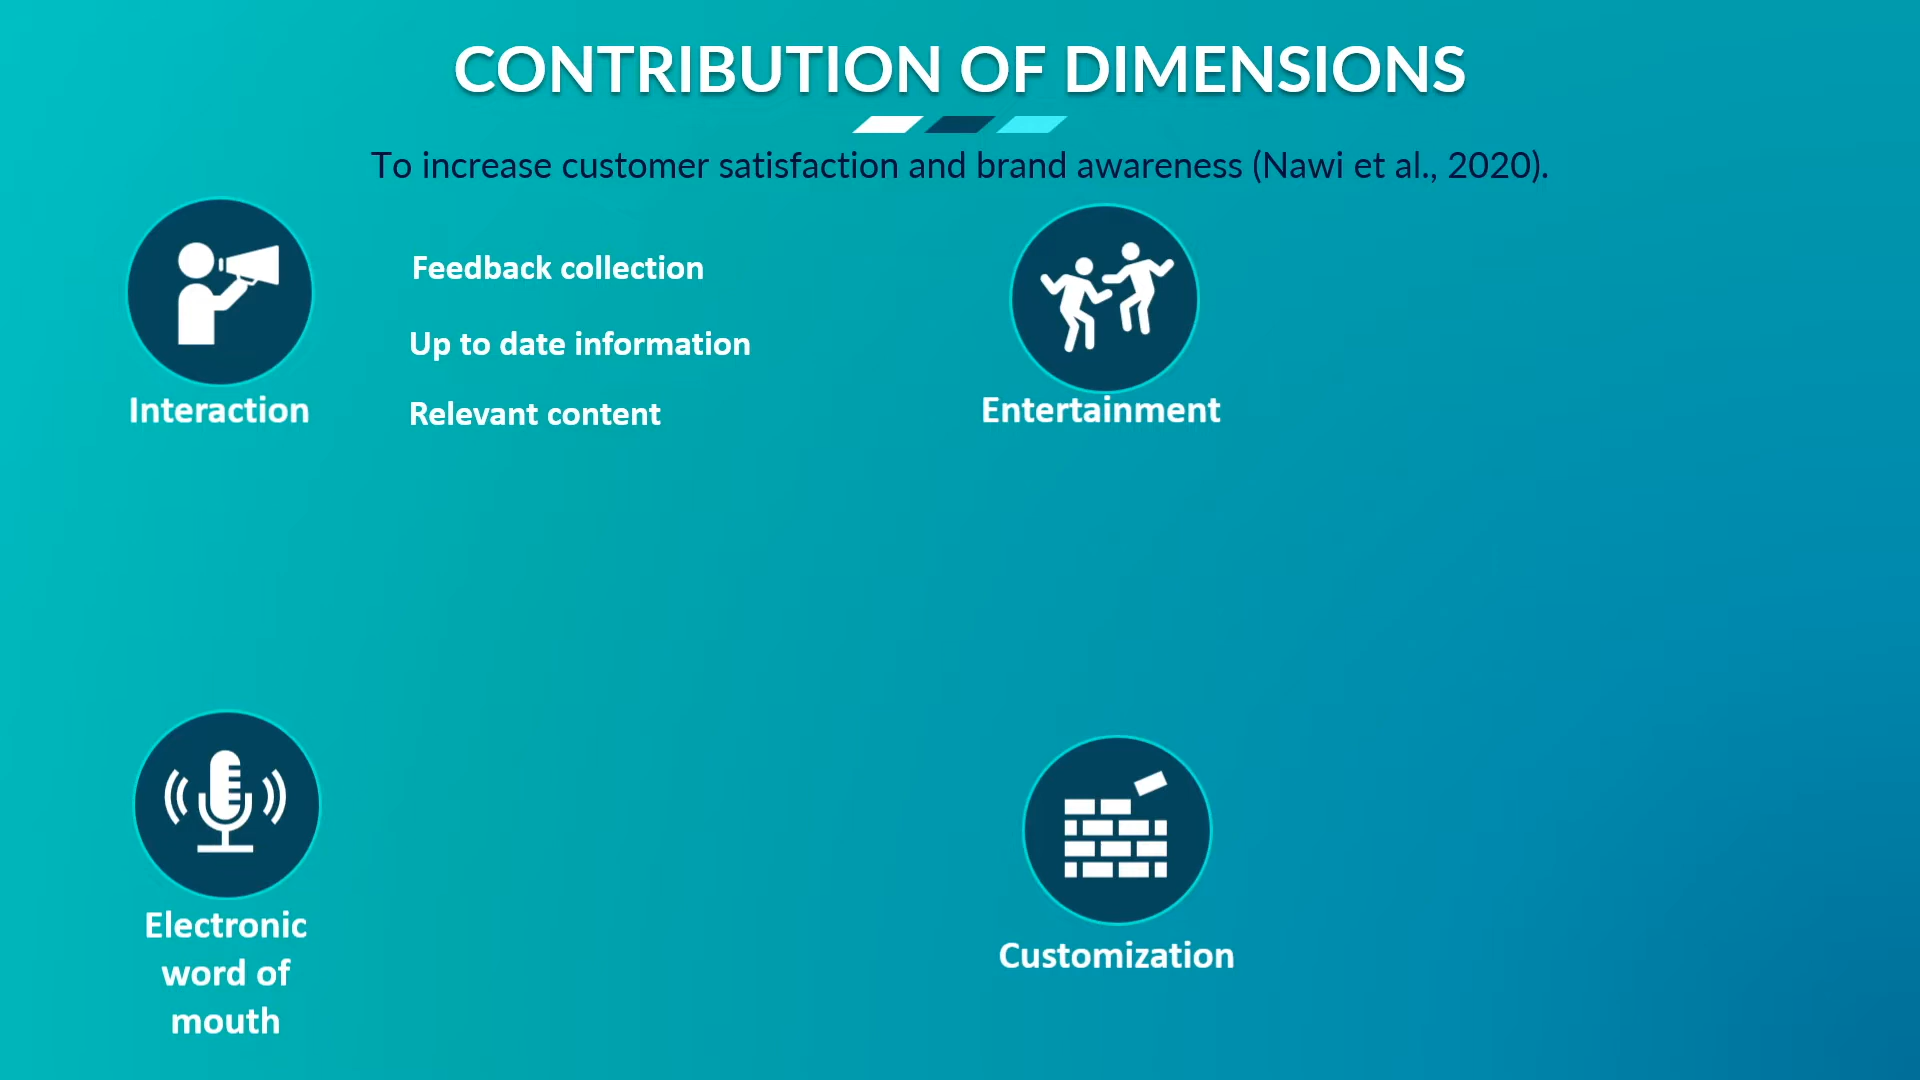 CONTRIBUTION OF DIMENSIONS
To increase customer satisfaction and brand awareness (Nawi et al., 2020).
Interaction
Feedback collection
Up to date information
Relevant content
Entertainment
Electronic
word of
mouth
Customization